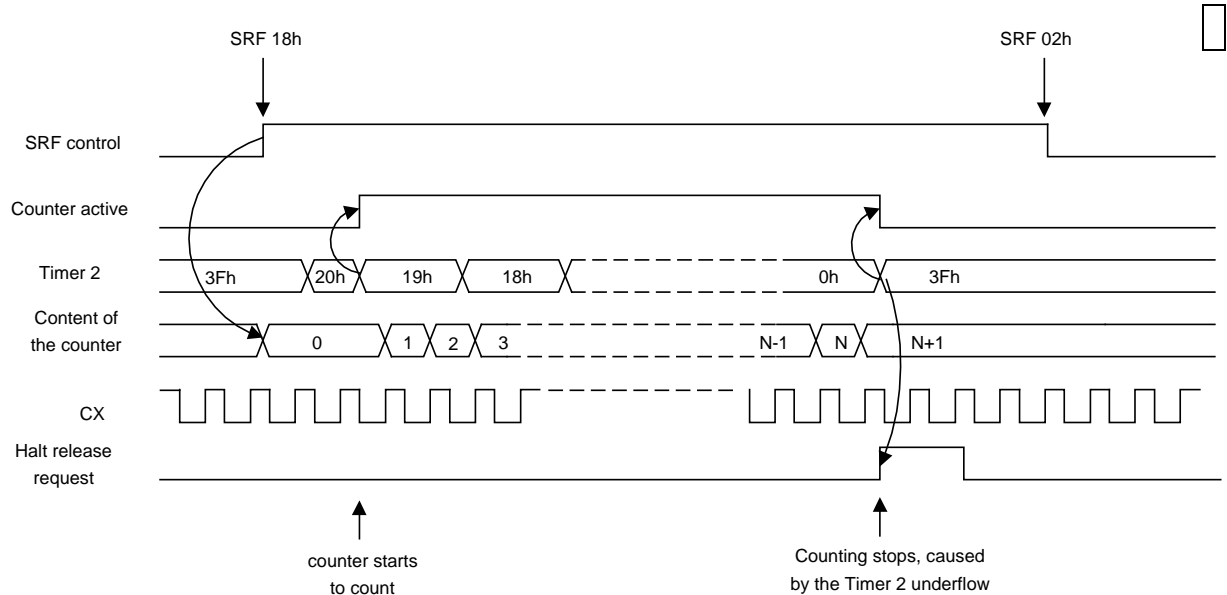 SRF 18h
SRF 02h
SRF control
Counter active
Timer 2
3Fh
20h
19h
18h
0h
3Fh
Content of
the counter
0
1
2
3
N-1
N
N+1
CX
Halt release
request
counter starts
to count
Counting stops, caused
by the Timer 2 underflow